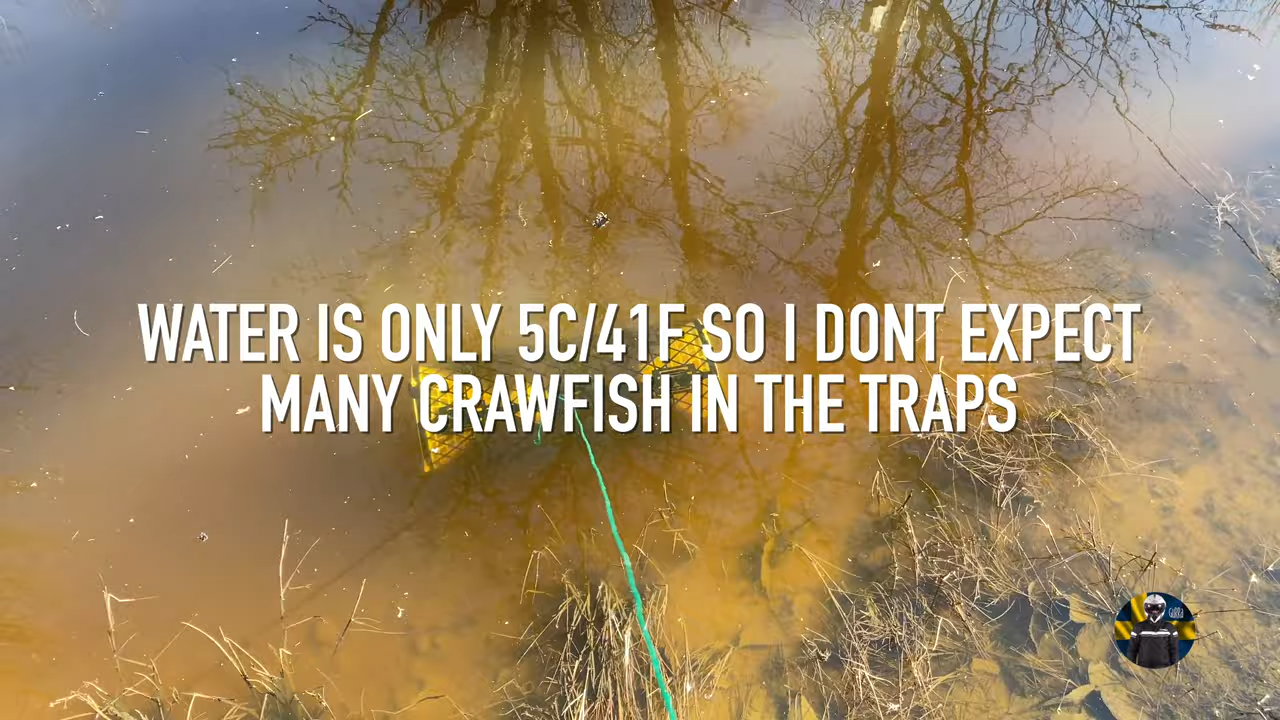 WATER IS ONLY 5C/41F SO I DONT EXPECT
MANY CRAWFISH IN THE TRAPS